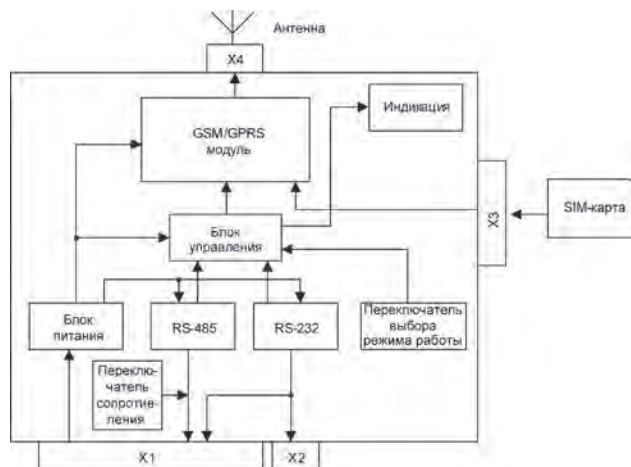 Антенна
X4
GSM/GPRS
модуль
Индикация
X3
SIM-карта
Блок
управления
Блок
питания
RS-485
RS-232
Переключатель
выбора
режима работы
Переклю-
чатель
сопротив-
ления
X1
X2